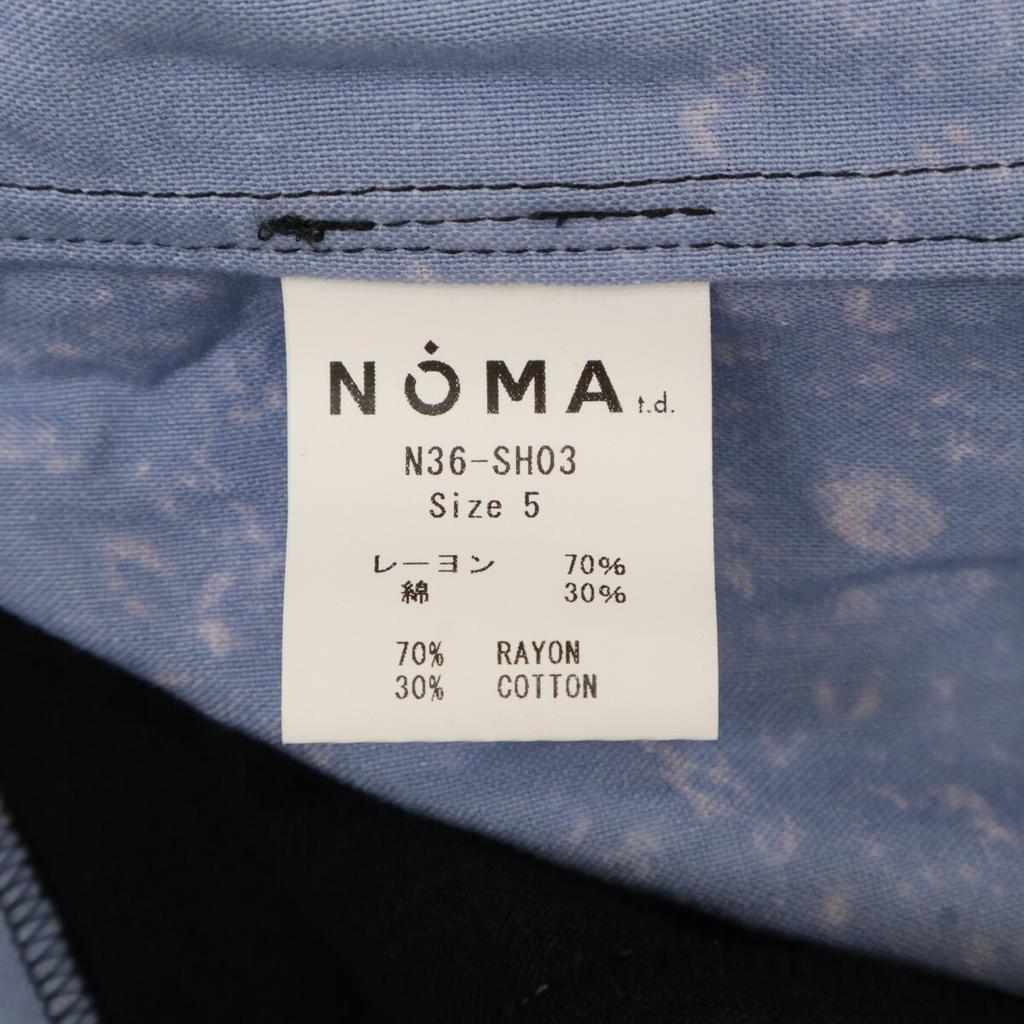 NOMA t.d.
N36-SH03
Size 5
レーヨン 70%
綿 30%
70% RAYON
30% COTTON